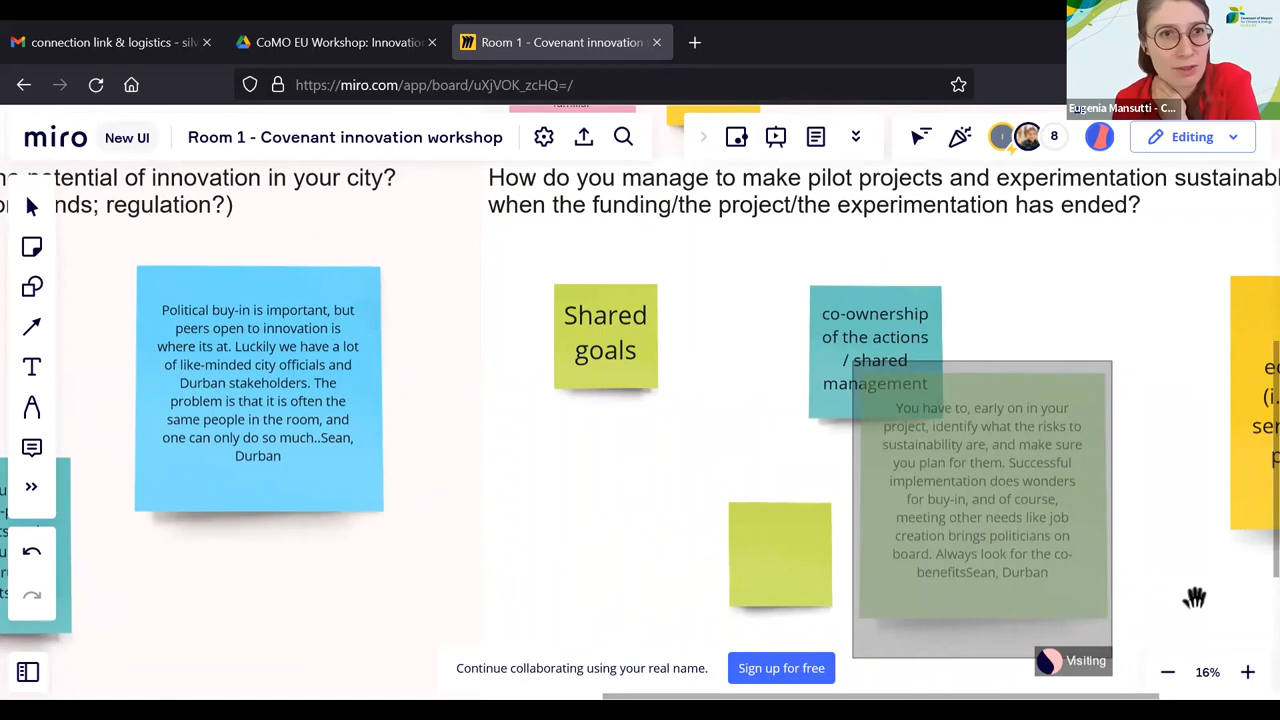 connection link & logistics - silv
CoMO EU Workshop: Innovation
Room 1 - Covenant innovation
https://miro.com/app/board/uXjVOK_zcHQ=/
Eugenia Mansutti - C...
miro
New UI
Room 1 - Covenant innovation workshop
8
Editing
potential of innovation in your city?
regulation?)
How do you manage to make pilot projects and experimentation sustainabl
when the funding/the project/the experimentation has ended?
Political buy-in is important, but
peers open to innovation is
where its at. Luckily we have a lot
of like-minded city officials and
Durban stakeholders. The
problem is that it is often the
same people in the room, and
one can only do so much..Sean,
Durban
Shared
goals
co-ownership
of the actions
/ shared
management
You have to, early on in your
project, identify what the risks to
sustainability are, and make sure
you plan for them. Successful
implementation does wonders
for buy-in, and of course,
meeting other needs like job
creation brings politicians on
board. Always look for the co-
benefitsSean, Durban
Visiting
Continue collaborating using your real name.
Sign up for free
16%